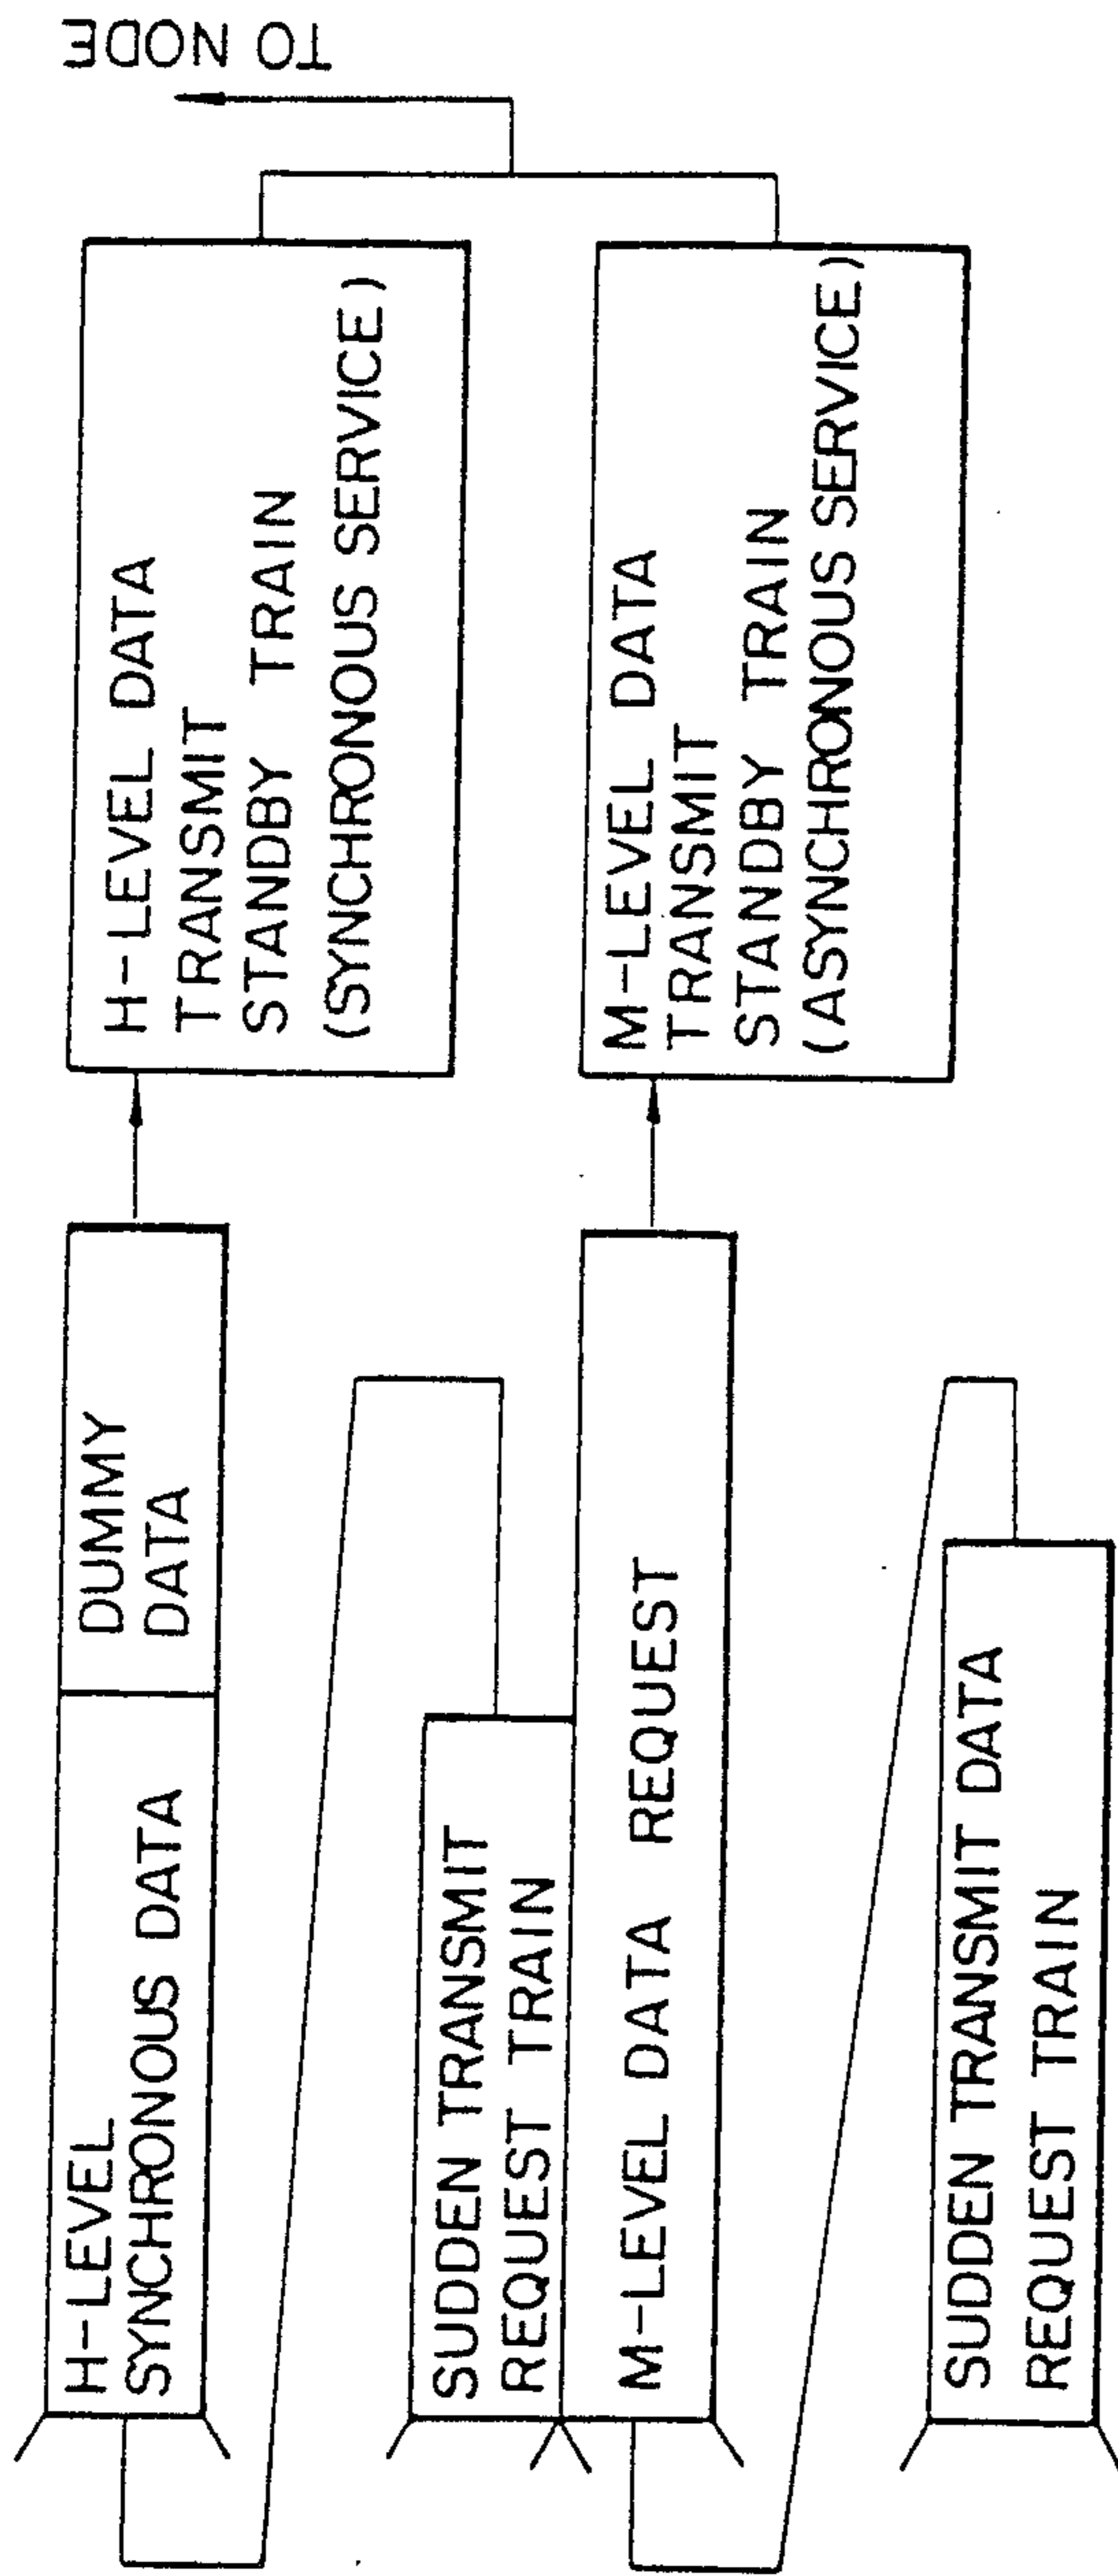 H-LEVEL
SYNCHRONOUS DATA
DUMMY
DATA
H-LEVEL DATA
TRANSMIT
STANDBY TRAIN
(SYNCHRONOUS SERVICE)
TO NODE
SUDDEN TRANSMIT
REQUEST TRAIN
M-LEVEL DATA REQUEST
M-LEVEL DATA
TRANSMIT
STANDBY TRAIN
(ASYNCHRONOUS SERVICE)
SUDDEN TRANSMIT DATA
REQUEST TRAIN